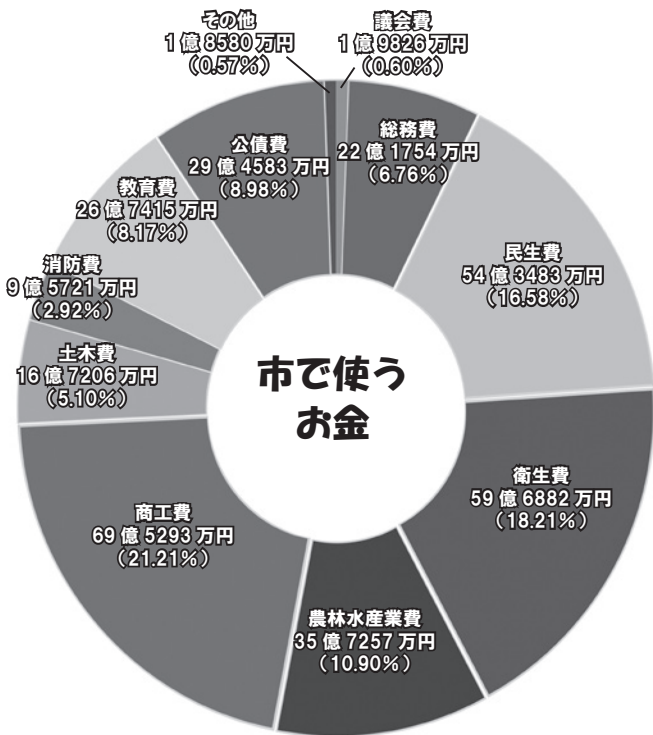 その他
1億8580万円
(0.57%)
議会費
1億9826万円
(0.60%)
総務費
22億1754万円
(6.76%)
民生費
54億3483万円
(16.58%)
衛生費
59億6882万円
(18.21%)
農林水産業費
35億7257万円
(10.90%)
商工費
69億5293万円
(21.21%)
土木費
16億7206万円
(5.10%)
消防費
9億5721万円
(2.92%)
教育費
26億7415万円
(8.17%)
公債費
29億4583万円
(8.98%)
市で使う
お金